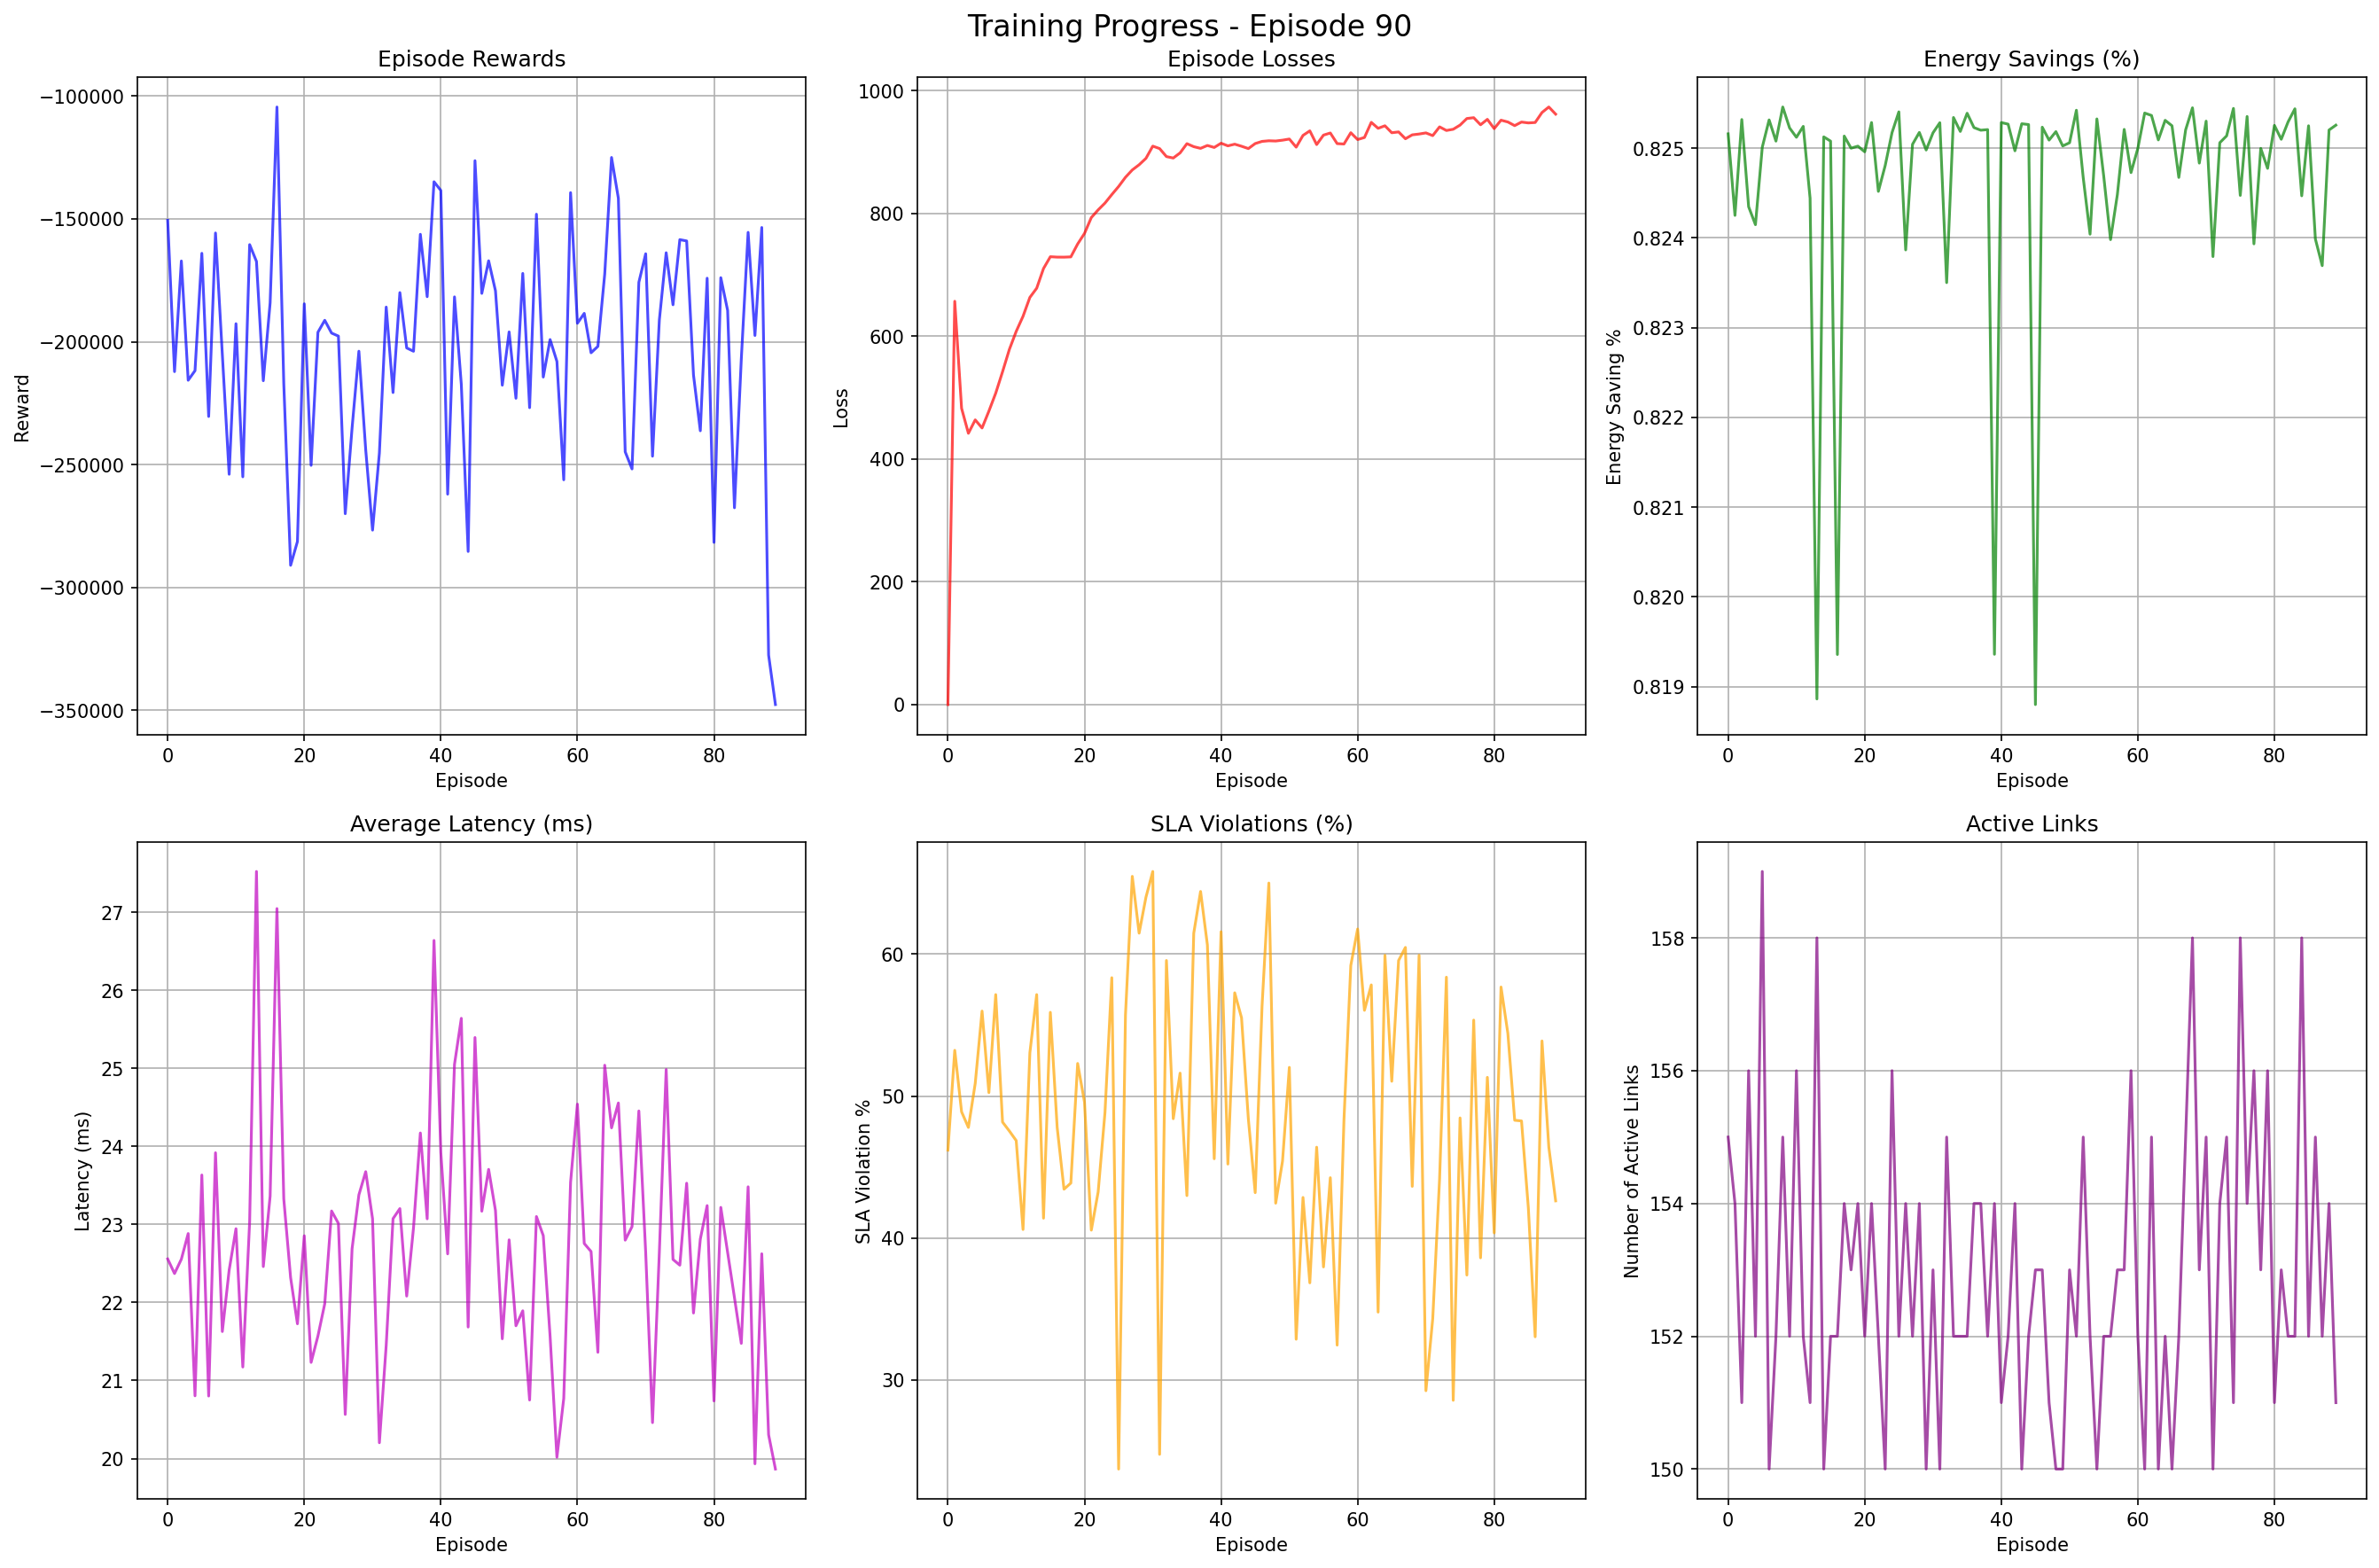 Training Progress - Episode 90
Episode Rewards
Reward
−100000
−150000
−200000
−250000
−300000
−350000
0 20 40 60 80
Episode
Episode Losses
Loss
1000
800
600
400
200
0
0 20 40 60 80
Episode
Energy Savings (%)
Energy Saving %
0.825
0.824
0.823
0.822
0.821
0.820
0.819
0 20 40 60 80
Episode
Average Latency (ms)
Latency (ms)
27
26
25
24
23
22
21
20
0 20 40 60 80
Episode
SLA Violations (%)
SLA Violation %
60
50
40
30
0 20 40 60 80
Episode
Active Links
Number of Active Links
158
156
154
152
150
0 20 40 60 80
Episode